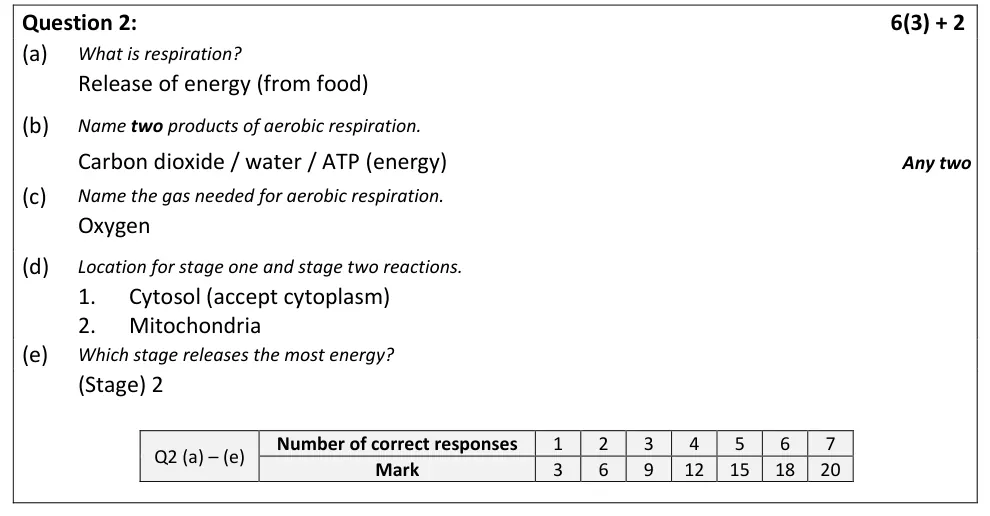 Question 2: 6(3) + 2
(a) What is respiration?
Release of energy (from food)
(b) Name two products of aerobic respiration.
Carbon dioxide / water / ATP (energy) Any two
(c) Name the gas needed for aerobic respiration.
Oxygen
(d) Location for stage one and stage two reactions.
1. Cytosol (accept cytoplasm)
2. Mitochondria
(e) Which stage releases the most energy?
(Stage) 2
Q2 (a) – (e) Number of correct responses 1 2 3 4 5 6 7
Mark 3 6 9 12 15 18 20